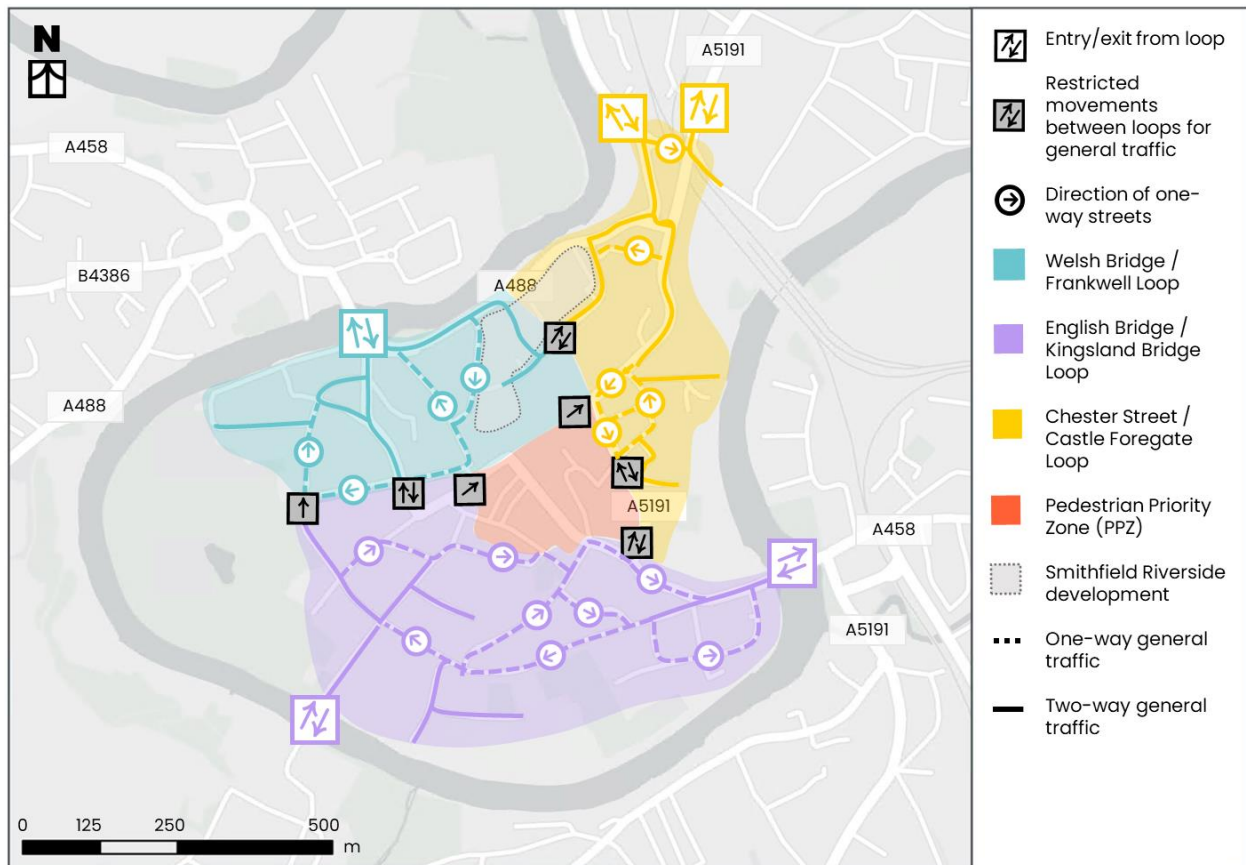 N
A5191
A458
B4386
A488
A488
A5191
A458
A5191
0 125 250 500
m
Entry/exit from loop
Restricted
movements
between loops for
general traffic
Direction of one-
way streets
Welsh Bridge /
Frankwell Loop
English Bridge /
Kingsland Bridge
Loop
Chester Street /
Castle Foregate
Loop
Pedestrian Priority
Zone (PPZ)
Smithfield Riverside
development
One-way general
traffic
Two-way general
traffic